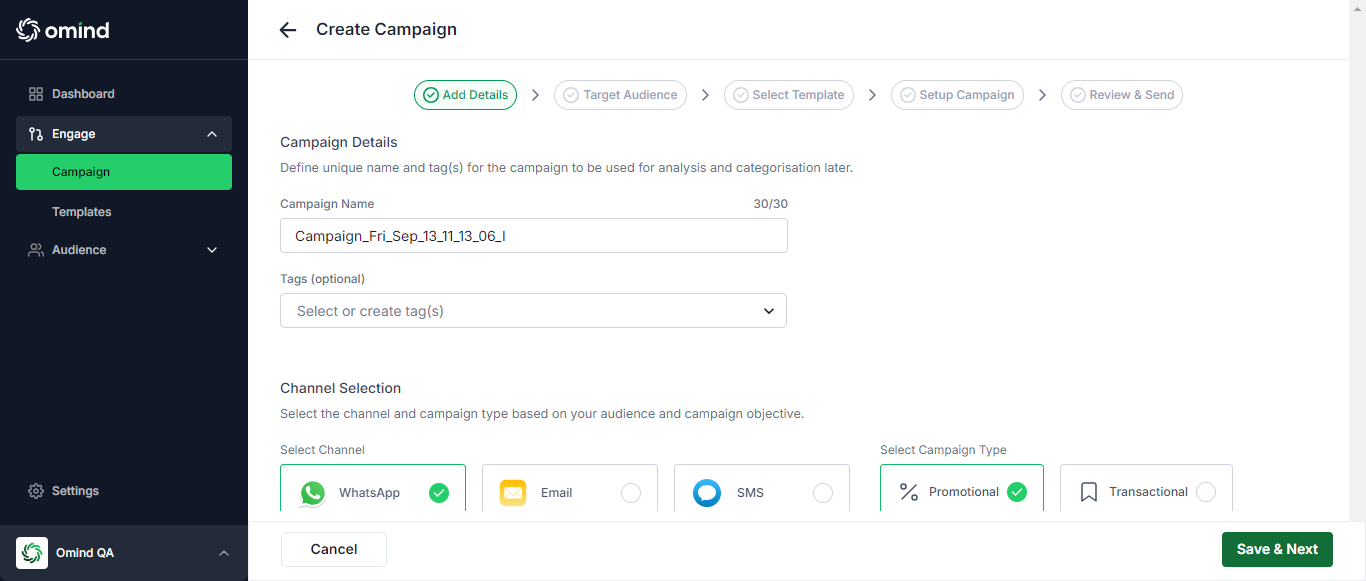 omind
Dashboard
Engage
Campaign
Templates
Audience
Settings
Omind QA
Create Campaign
Add Details
Target Audience
Select Template
Setup Campaign
Review & Send
Campaign Details
Define unique name and tag(s) for the campaign to be used for analysis and categorisation later.
Campaign Name 30/30
Campaign_Fri_Sep_13_11_13_06_I
Tags (optional)
Select or create tag(s)
Channel Selection
Select the channel and campaign type based on your audience and campaign objective.
Select Channel
WhatsApp
Email
SMS
Select Campaign Type
Promotional
Transactional
Cancel
Save & Next